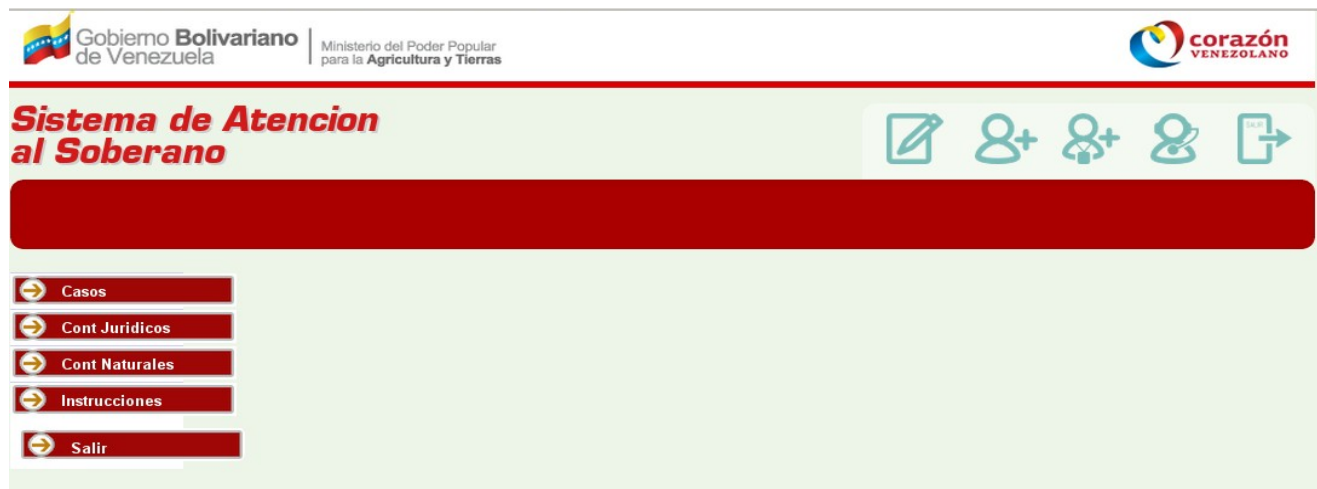 Gobierno Bolivariano
de Venezuela
Ministerio del Poder Popular
para la Agricultura y Tierras
corazón
VENEZOLANO
Sistema de Atencion
al Soberano
SALIR
Casos
Cont Juridicos
Cont Naturales
Instrucciones
Salir